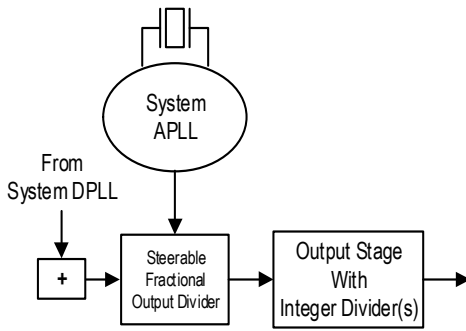 System
APLL
From
System DPLL
+
Steerable
Fractional
Output Divider
Output Stage
With
Integer Divider(s)